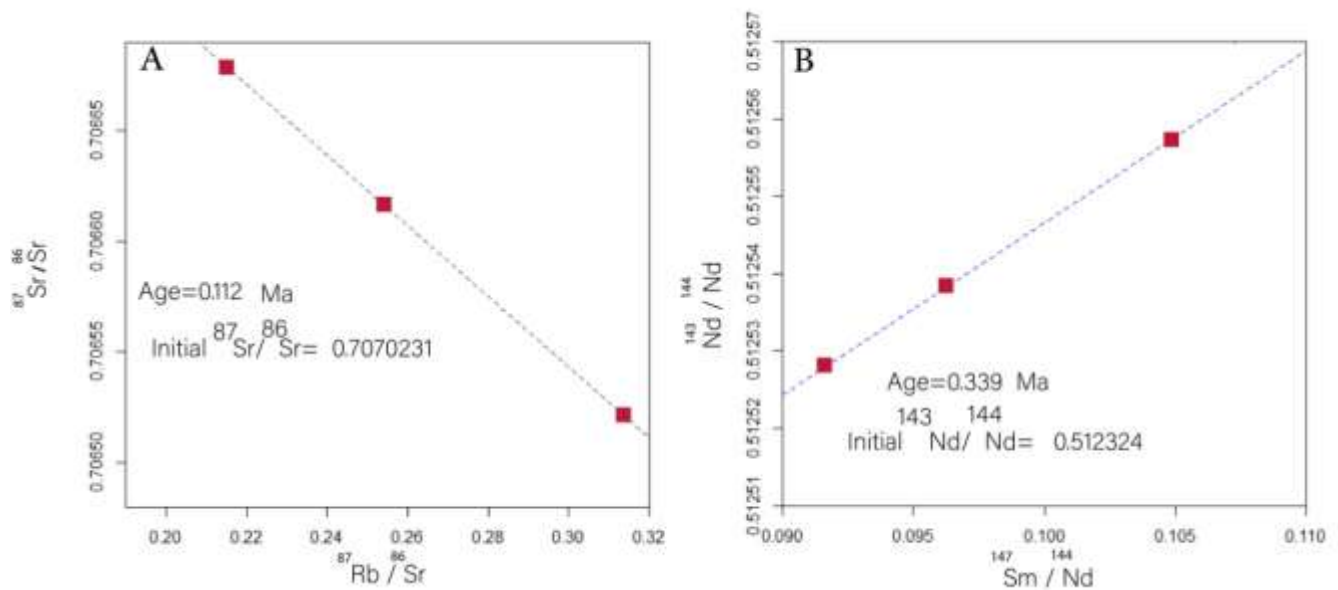 A
0.70665
0.70660
0.70655
0.70650
87Sr/86Sr
Age=0.112 Ma
Initial 87Sr/86Sr= 0.7070231
0.20 0.22 0.24 0.26 0.28 0.30 0.32
87Rb/86Sr
B
0.51257
0.51256
0.51255
0.51254
0.51253
0.51252
0.51251
143Nd / 144Nd
Age=0.339 Ma
Initial 143Nd/ 144Nd= 0.512324
0.090 0.095 0.100 0.105 0.110
147Sm / 144Nd